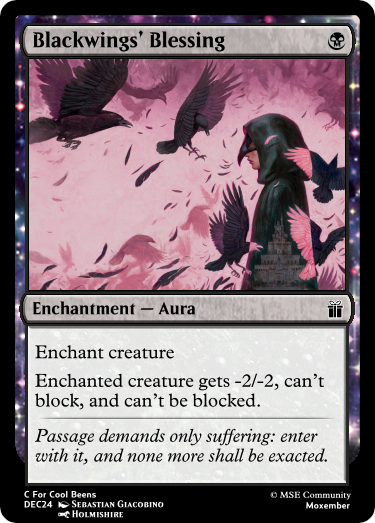 Blackwings' Blessing
Enchantment — Aura
Enchant creature
Enchanted creature gets -2/-2, can't
block, and can't be blocked.
Passage demands only suffering: enter
with it, and none more shall be exacted.
C For Cool Beens
© MSE Community
DEC24 Sebastian Giacobino
Moxember
Holmishire